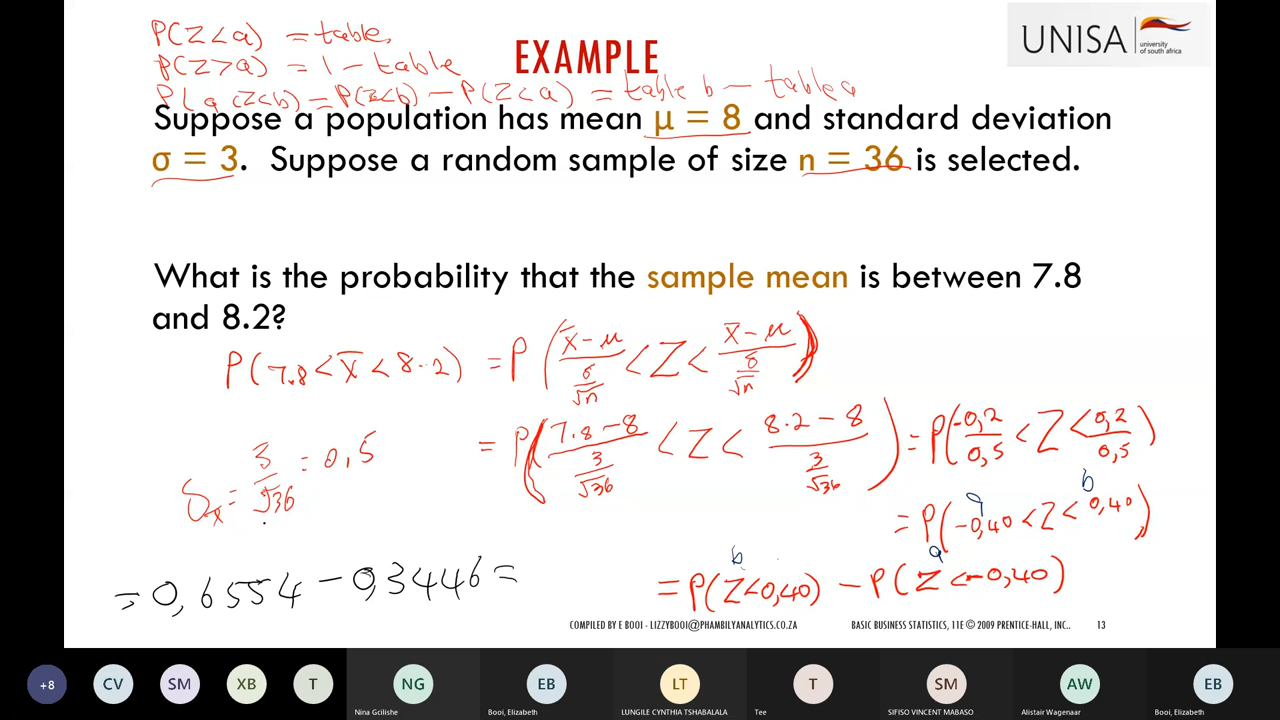 P(Z<a) = table
P(Z>a) = 1 - table
P(a<Z<b) = P(Z<b) - P(Z<a) = table b - table a
UNISA university of south africa
EXAMPLE
Suppose a population has mean μ = 8 and standard deviation
σ = 3. Suppose a random sample of size n = 36 is selected.
What is the probability that the sample mean is between 7.8
and 8.2?
P(7.8 < x̄ < 8.2) = P( (x̄ - μ)/(σ/√n) < Z < (x̄ - μ)/(σ/√n) )
= P( (7.8 - 8)/(3/√36) < Z < (8.2 - 8)/(3/√36) ) = P( -0,2/0,5 < Z < 0,2/0,5 )
σx̄ = 3/√36 = 0,5
a b
= P(-0,40 < Z < 0,40)
b a
= P(Z<0,40) - P(Z<-0,40)
= 0,6554 - 0,3446 =
COMPILED BY E BOOI - LIZZYBOOI@PHAMBILYANALYTICS.CO.ZA BASIC BUSINESS STATISTICS, 11E © 2009 PRENTICE-HALL, INC.. 13
+8 CV SM XB T NG EB LT T SM AW EB
Nina Gcilishe Booi, Elizabeth LUNGILE CYNTHIA TSHABALALA Tee SIFISO VINCENT MABASO Alistair Wagenaar Booi, Elizabeth